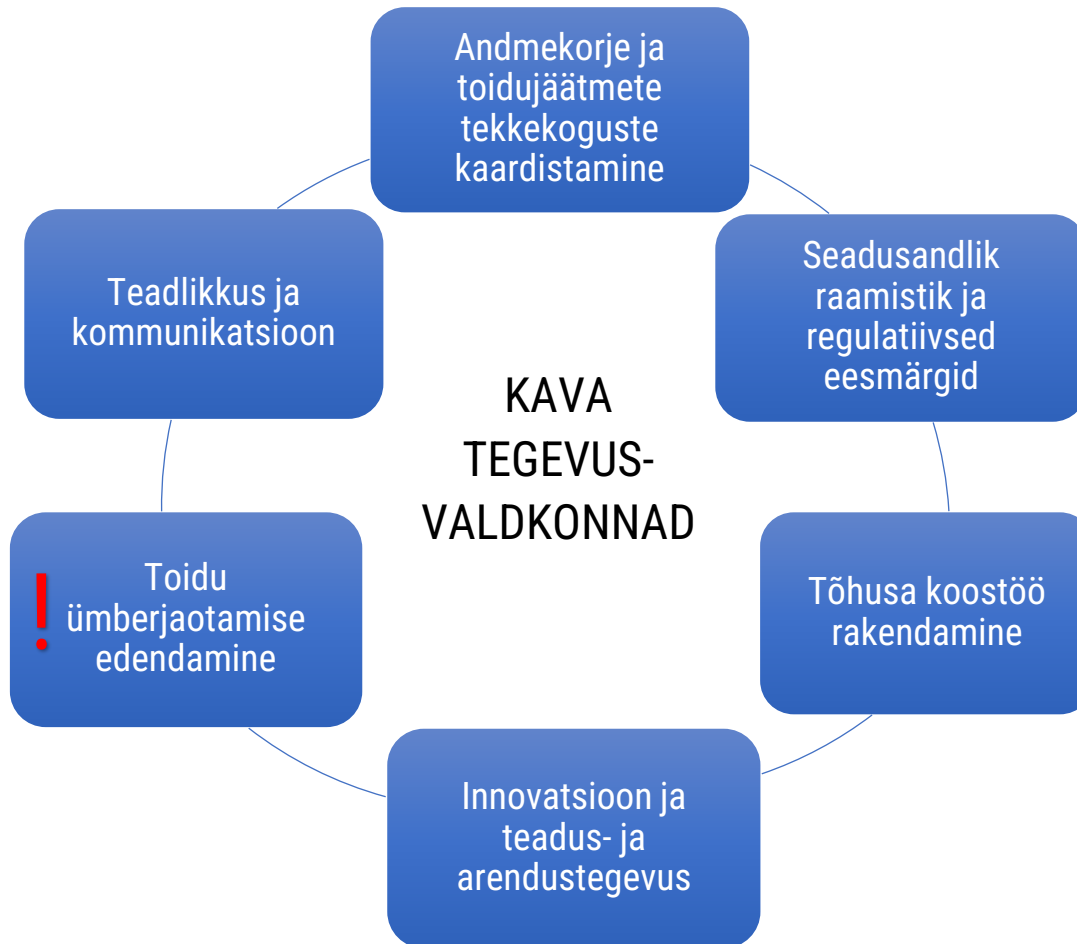 Andmekorje ja
toidujäätmete
tekkekoguste
kaardistamine
Seadusandlik
raamistik ja
regulatiivsed
eesmärgid
Tõhusa koostöö
rakendamine
Innovatsioon ja
teadus- ja
arendustegevus
!
Toidu
ümberjaotamise
edendamine
Teadlikkus ja
kommunikatsioon
KAVA
TEGEVUS-
VALDKONNAD